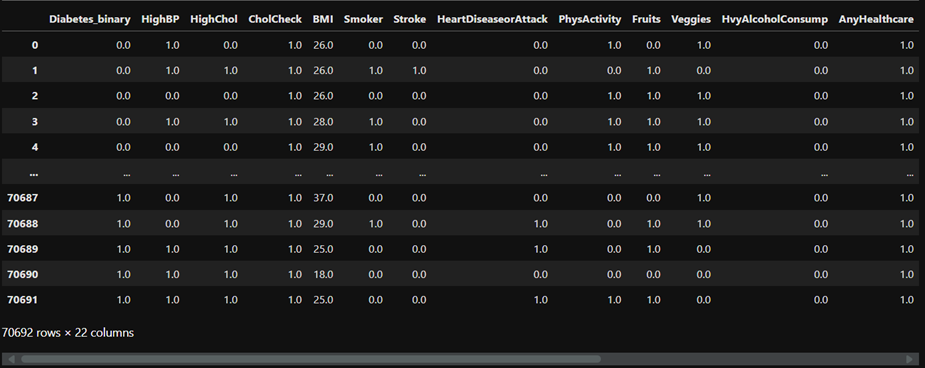 Diabetes_binary HighBP HighChol CholCheck BMI Smoker Stroke HeartDiseaseorAttack PhysActivity Fruits Veggies HvyAlcoholConsump AnyHealthcare
0 0.0 1.0 0.0 1.0 26.0 0.0 0.0 0.0 1.0 0.0 1.0 0.0 1.0
1 0.0 1.0 1.0 1.0 26.0 1.0 1.0 0.0 0.0 1.0 0.0 0.0 1.0
2 0.0 0.0 0.0 1.0 26.0 0.0 0.0 0.0 1.0 1.0 1.0 0.0 1.0
3 0.0 1.0 1.0 1.0 28.0 1.0 0.0 0.0 1.0 1.0 1.0 0.0 1.0
4 0.0 0.0 0.0 1.0 29.0 1.0 0.0 0.0 1.0 1.0 1.0 0.0 1.0
... ... ... ... ... ... ... ... ... ... ... ... ... ...
70687 1.0 0.0 1.0 1.0 37.0 0.0 0.0 0.0 0.0 0.0 1.0 0.0 1.0
70688 1.0 0.0 1.0 1.0 29.0 1.0 0.0 1.0 0.0 1.0 1.0 0.0 1.0
70689 1.0 1.0 1.0 1.0 25.0 0.0 0.0 1.0 0.0 1.0 0.0 0.0 1.0
70690 1.0 1.0 1.0 1.0 18.0 0.0 0.0 0.0 0.0 0.0 0.0 0.0 1.0
70691 1.0 1.0 1.0 1.0 25.0 0.0 0.0 1.0 1.0 1.0 0.0 0.0 1.0
70692 rows × 22 columns